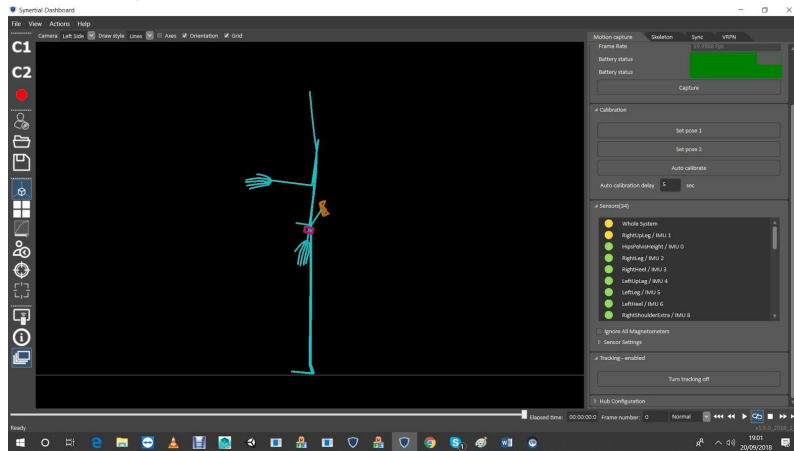 Synertial Dashboard
File View Actions Help
Camera Left Side Draw style Lines Axes Orientation Grid
Motion capture Skeleton Sync VRPN
C1
C2
Frame Rate
Battery status
Battery status
Capture
Calibration
Set pose 1
Set pose 2
Auto calibrate
Auto calibration delay 5 sec
Sensors(34)
Whole System
RightUpLeg / IMU 1
HipsPelvisHeight / IMU 0
RightLeg / IMU 2
RightHeel / IMU 3
LeftUpLeg / IMU 4
LeftLeg / IMU 5
LeftHeel / IMU 6
RightShoulderExtra / IMU 8
Ignore All Magnetometers
Sensor Settings
Tracking - enabled
Turn tracking off
Hub Configuration
Elapsed time: 00:00:00:0 Frame number: 0 Normal
Ready
19:01
20/09/2018